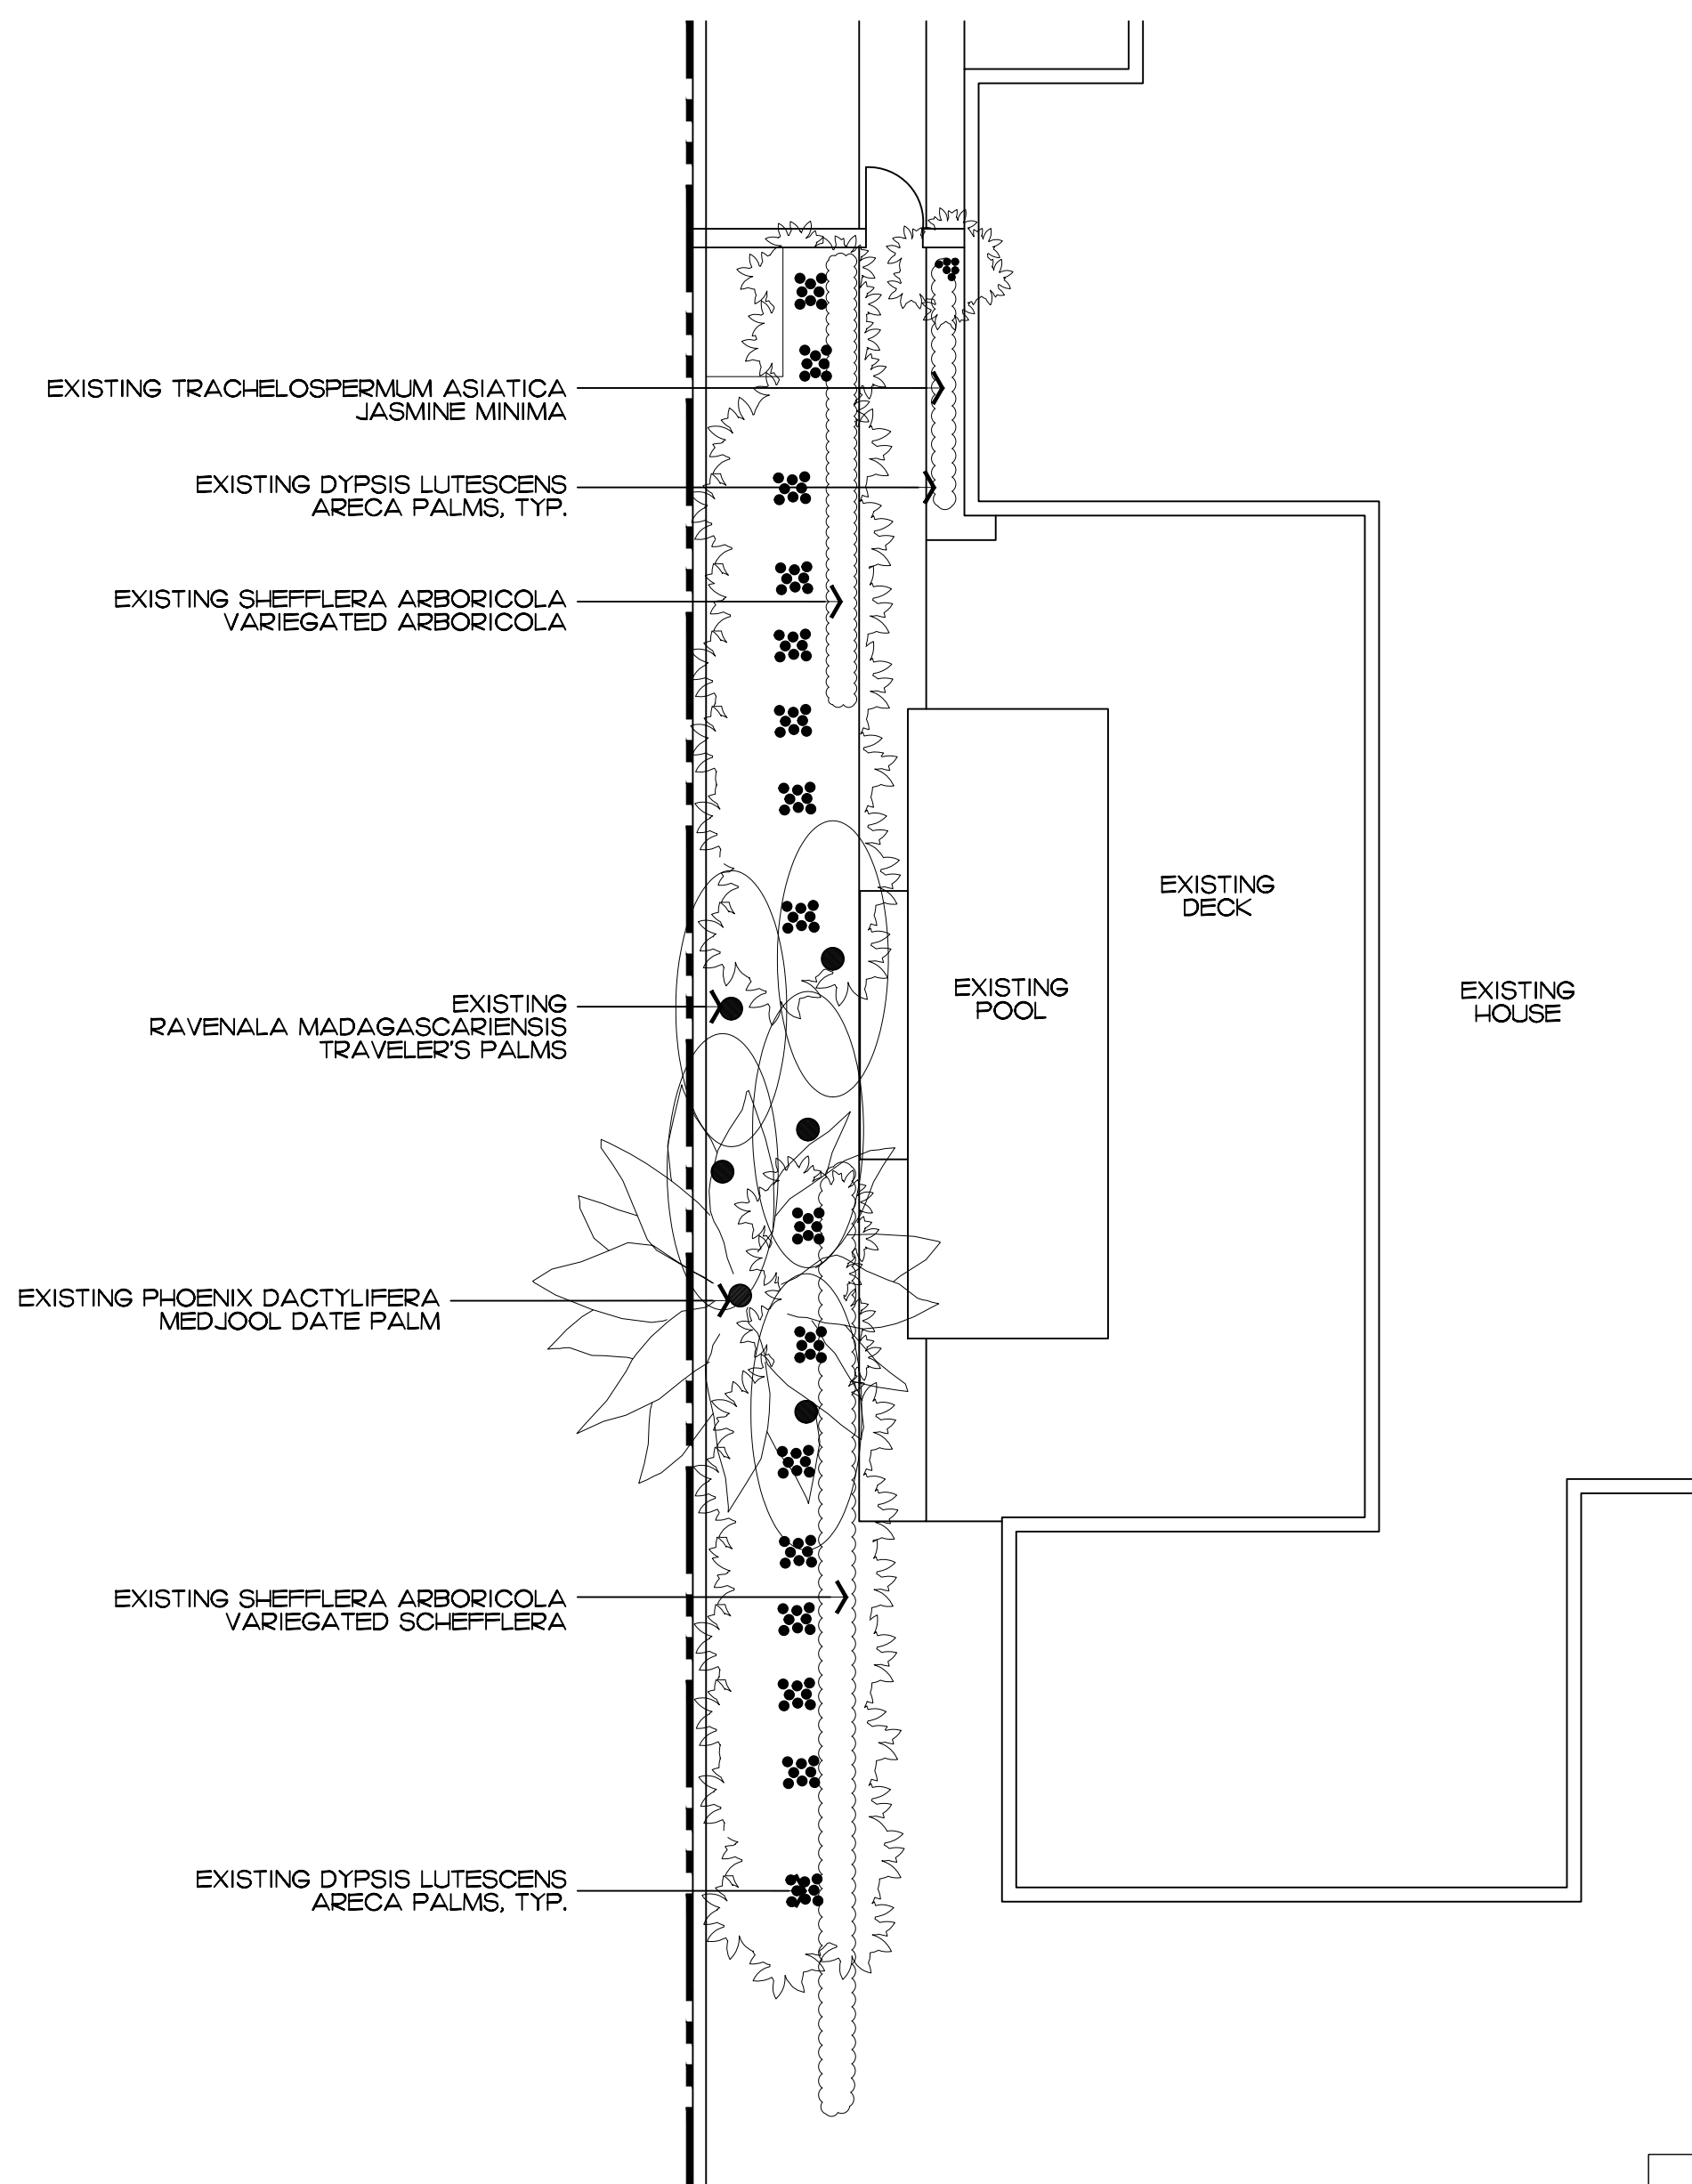 EXISTING TRACHELOSPERMUM ASIATICA
JASMINE MINIMA
EXISTING DYPSIS LUTESCENS
ARECA PALMS, TYP.
EXISTING SHEFFLERA ARBORICOLA
VARIEGATED ARBORICOLA
EXISTING
DECK
EXISTING
POOL
EXISTING
HOUSE
EXISTING
RAVENALA MADAGASCARIENSIS
TRAVELER'S PALMS
EXISTING PHOENIX DACTYLIFERA
MEDJOOL DATE PALM
EXISTING SHEFFLERA ARBORICOLA
VARIEGATED SCHEFFLERA
EXISTING DYPSIS LUTESCENS
ARECA PALMS, TYP.